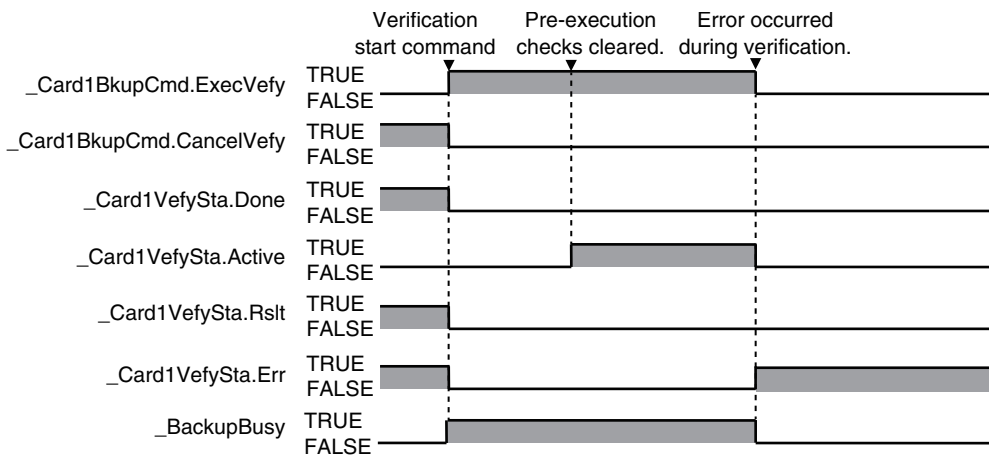 Verification
start command
Pre-execution
checks cleared.
Error occurred
during verification.
_Card1BkupCmd.ExecVefy
TRUE
FALSE
_Card1BkupCmd.CancelVefy
TRUE
FALSE
_Card1VefySta.Done
TRUE
FALSE
_Card1VefySta.Active
TRUE
FALSE
_Card1VefySta.Rslt
TRUE
FALSE
_Card1VefySta.Err
TRUE
FALSE
_BackupBusy
TRUE
FALSE